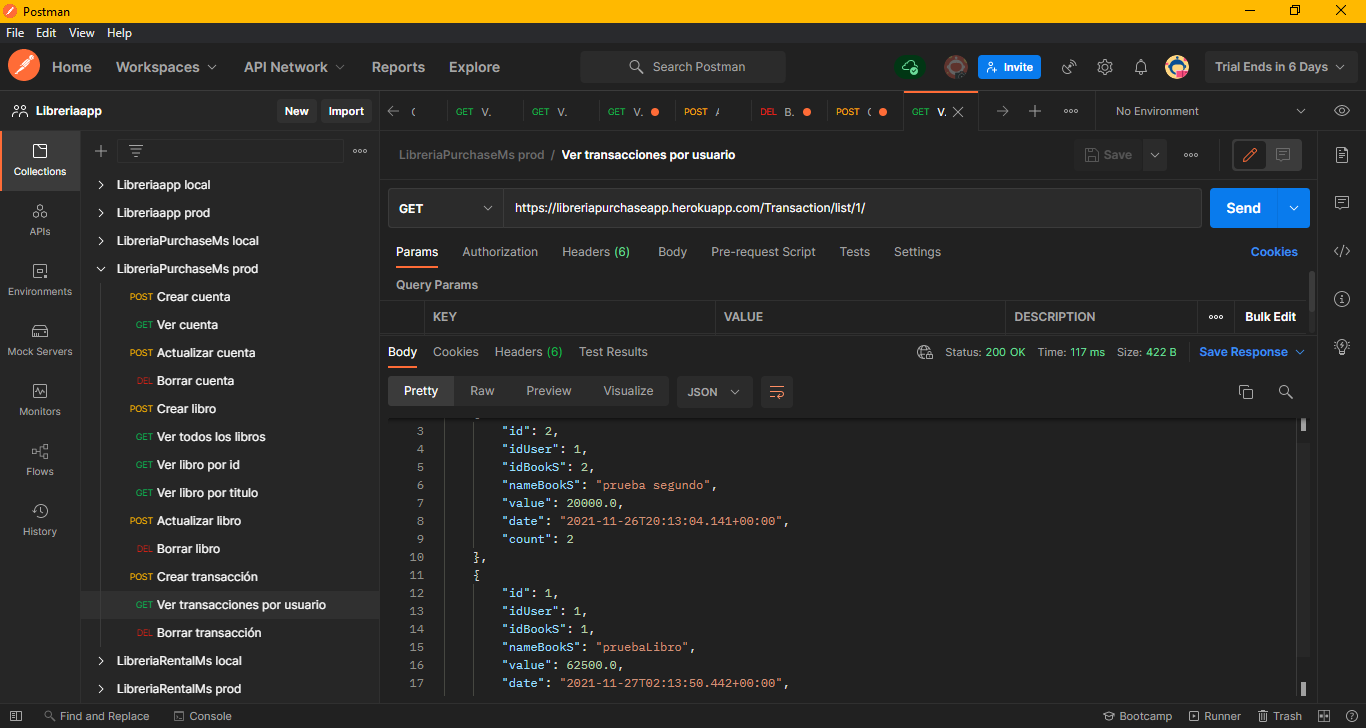 Postman
File Edit View Help
Home Workspaces API Network Reports Explore Search Postman Invite Trial Ends in 6 Days
Libreriaapp New Import
GET V. GET V. GET V. POST DEL B. POST GET V. No Environment
Collections
APIs
Environments
Mock Servers
Monitors
Flows
History
Libreriaapp local
Libreriaapp prod
LibreriaPurchaseMs local
LibreriaPurchaseMs prod
POST Crear cuenta
GET Ver cuenta
POST Actualizar cuenta
DEL Borrar cuenta
POST Crear libro
GET Ver todos los libros
GET Ver libro por id
GET Ver libro por titulo
POST Actualizar libro
DEL Borrar libro
POST Crear transacción
GET Ver transacciones por usuario
DEL Borrar transacción
LibreriaRentalMs local
LibreriaRentalMs prod
LibreriaPurchaseMs prod / Ver transacciones por usuario Save
GET https://libreriapurchaseapp.herokuapp.com/Transaction/list/1/ Send
Params Authorization Headers (6) Body Pre-request Script Tests Settings Cookies
Query Params
KEY VALUE DESCRIPTION Bulk Edit
Body Cookies Headers (6) Test Results Status: 200 OK Time: 117 ms Size: 422 B Save Response
Pretty Raw Preview Visualize JSON
3 "id": 2,
4 "idUser": 1,
5 "idBookS": 2,
6 "nameBookS": "prueba segundo",
7 "value": 20000.0,
8 "date": "2021-11-26T20:13:04.141+00:00",
9 "count": 2
10 },
11 {
12 "id": 1,
13 "idUser": 1,
14 "idBookS": 1,
15 "nameBookS": "pruebaLibro",
16 "value": 62500.0,
17 "date": "2021-11-27T02:13:50.442+00:00",
Find and Replace Console Bootcamp Runner Trash